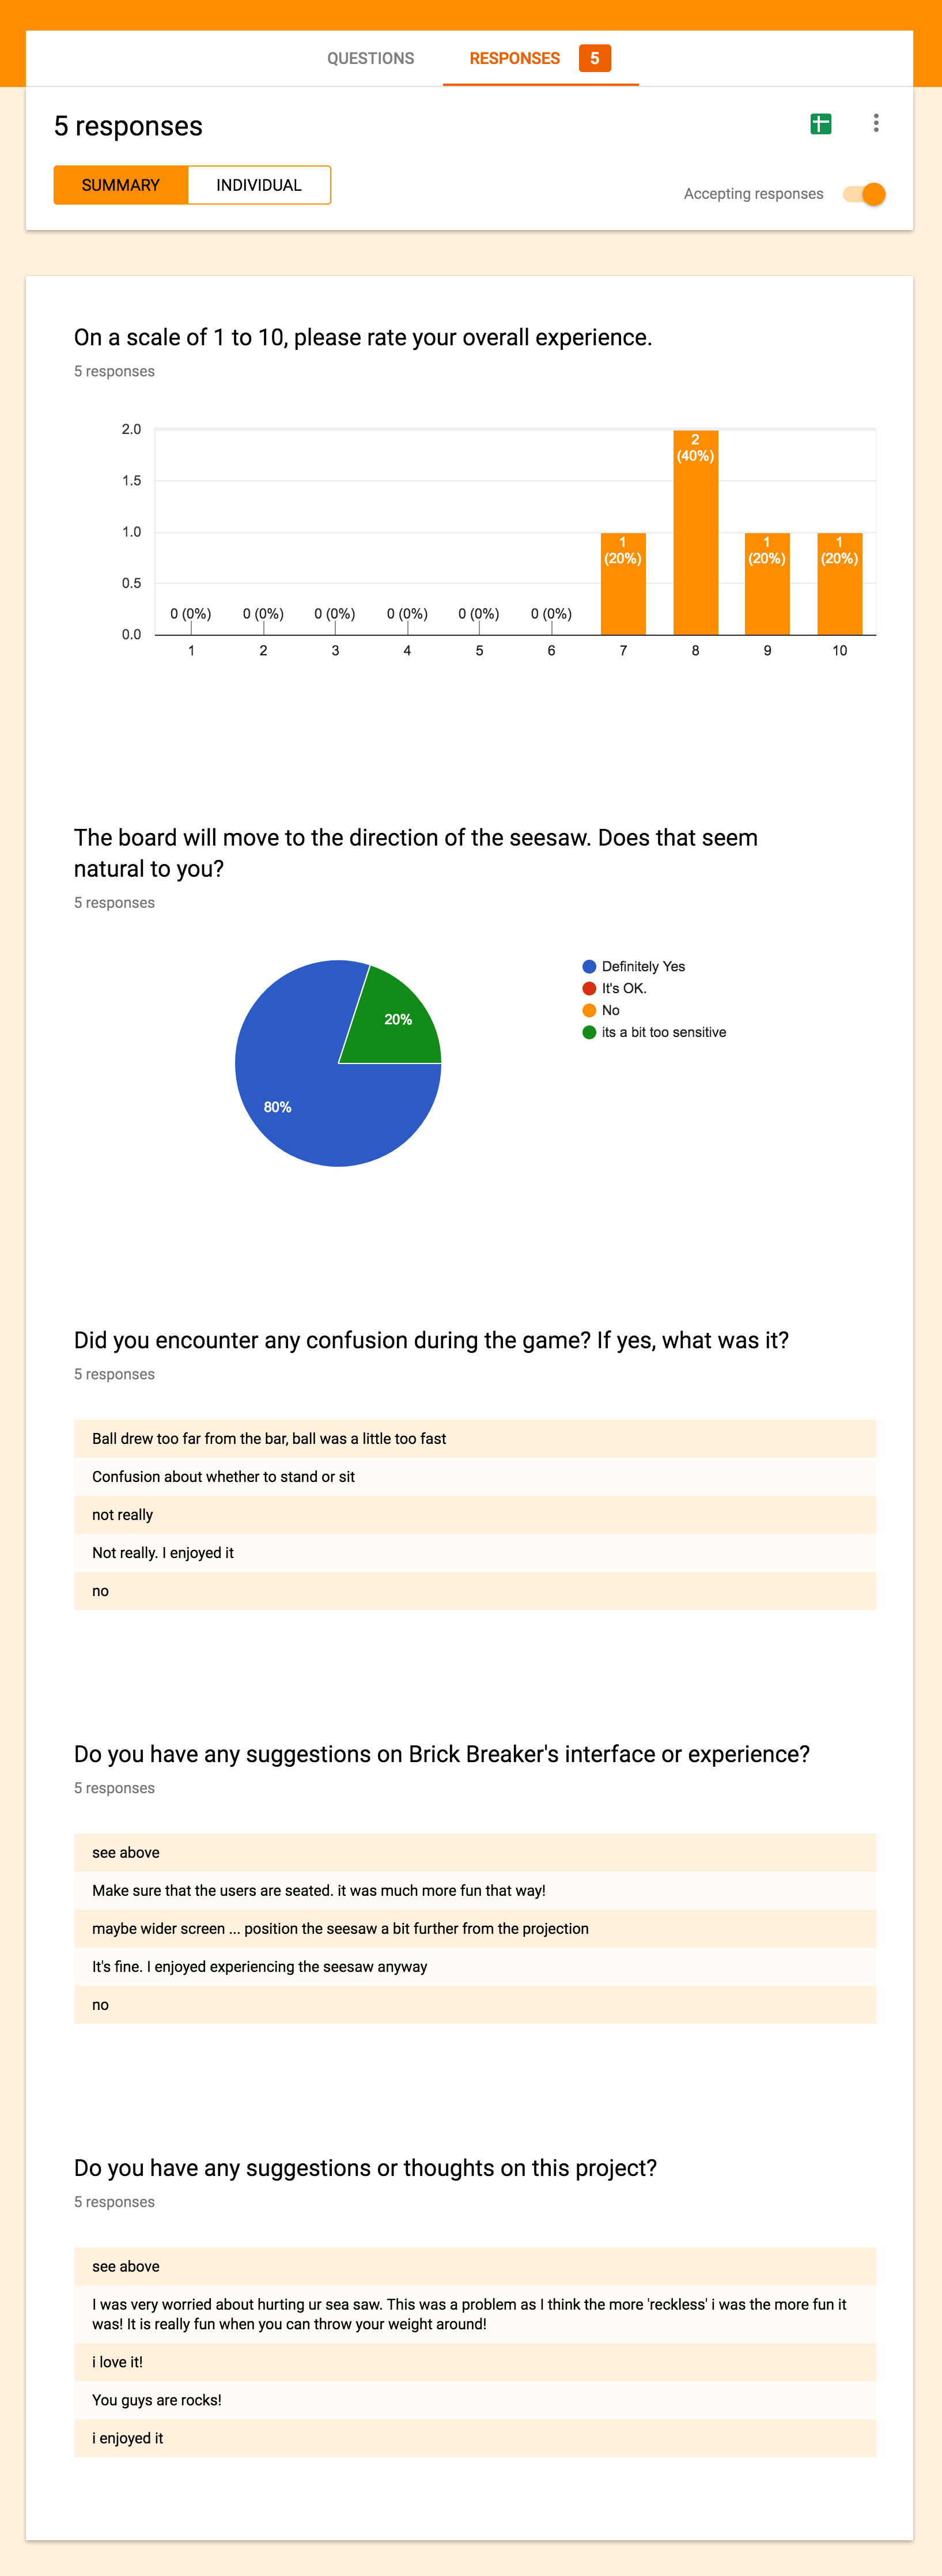 QUESTIONS RESPONSES 5
5 responses
SUMMARY INDIVIDUAL
Accepting responses
On a scale of 1 to 10, please rate your overall experience.
5 responses
2.0
1.5
1.0
0.5
0.0
0 (0%) 0 (0%) 0 (0%) 0 (0%) 0 (0%) 0 (0%) 1 (20%) 2 (40%) 1 (20%) 1 (20%)
1 2 3 4 5 6 7 8 9 10
The board will move to the direction of the seesaw. Does that seem
natural to you?
5 responses
Definitely Yes
It's OK.
No
its a bit too sensitive
20%
80%
Did you encounter any confusion during the game? If yes, what was it?
5 responses
Ball drew too far from the bar, ball was a little too fast
Confusion about whether to stand or sit
not really
Not really. I enjoyed it
no
Do you have any suggestions on Brick Breaker's interface or experience?
5 responses
see above
Make sure that the users are seated. it was much more fun that way!
maybe wider screen ... position the seesaw a bit further from the projection
It's fine. I enjoyed experiencing the seesaw anyway
no
Do you have any suggestions or thoughts on this project?
5 responses
see above
I was very worried about hurting ur sea saw. This was a problem as I think the more 'reckless' i was the more fun it
was! It is really fun when you can throw your weight around!
i love it!
You guys are rocks!
i enjoyed it